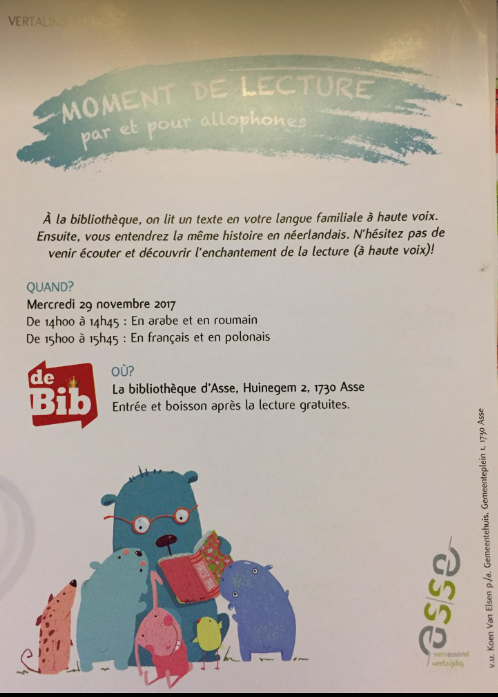 MOMENT DE LECTURE
par et pour allophones
À la bibliothèque, on lit un texte en votre langue familiale à haute voix.
Ensuite, vous entendrez la même histoire en néerlandais. N'hésitez pas de
venir écouter et découvrir l'enchantement de la lecture (à haute voix)!
QUAND?
Mercredi 29 novembre 2017
De 14h00 à 14h45 : En arabe et en roumain
De 15h00 à 15h45 : En français et en polonais
de
Bib
OÙ?
La bibliothèque d'Asse, Huinegem 2, 1730 Asse
Entrée et boisson après la lecture gratuites.
asse
verrassend
veelzijdig
v.u. Koen Van Elsen p/a. Gemeentehuis, Gemeenteplein 1, 1730 Asse